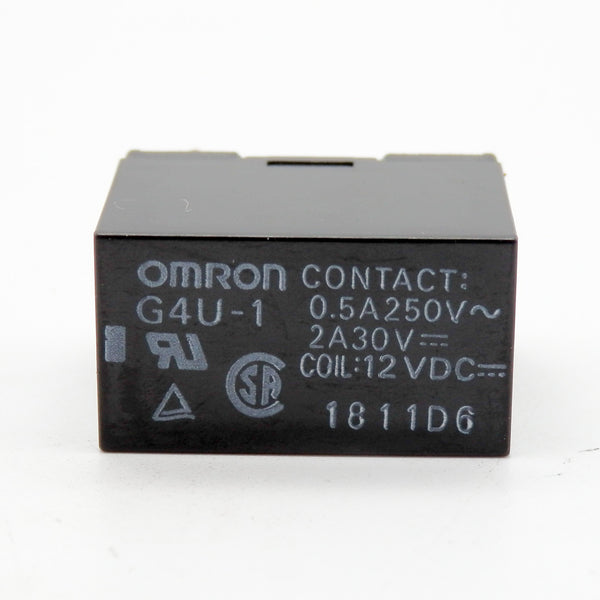 OMRON
G4U-1
CONTACT:
0.5A250V~
2A30V⎓
COIL:12VDC⎓
1811D6